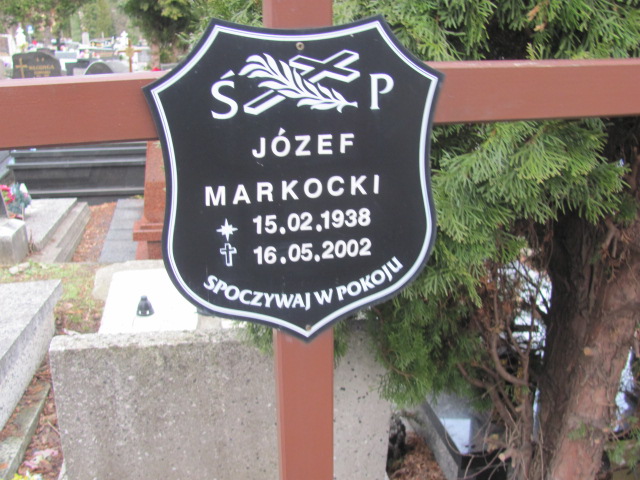 Ś P
JÓZEF
MARKOCKI
15.02.1938
16.05.2002
SPOCZYWAJ W POKOJU